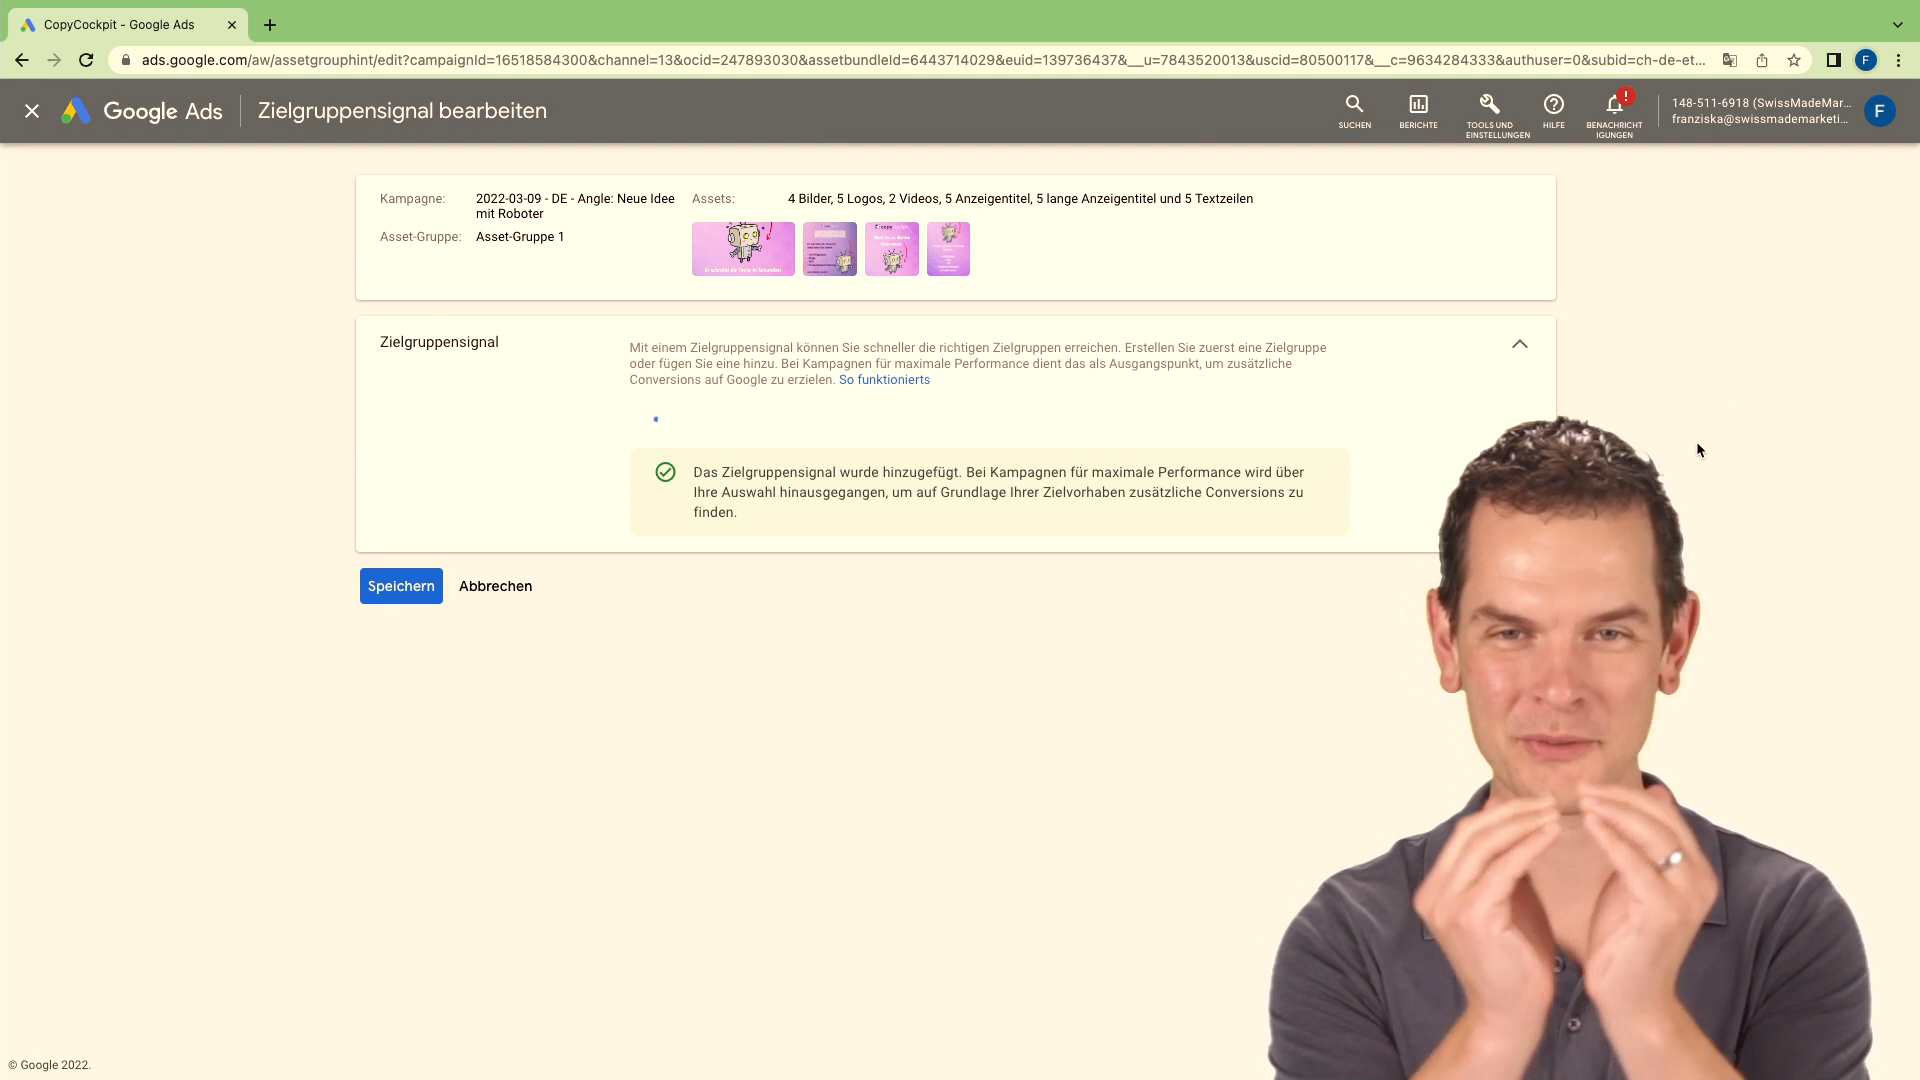 CopyCockpit - Google Ads
ads.google.com/aw/assetgrouphint/edit?campaignId=16518584300&channel=13&ocid=247893030&assetbundleId=6443714029&euid=139736437&__u=7843520013&uscid=80500117&__c=9634284333&authuser=0&subid=ch-de-et...
F
Google Ads
Zielgruppensignal bearbeiten
SUCHEN
BERICHTE
TOOLS UND
EINSTELLUNGEN
HILFE
BENACHRICHT
IGUNGEN
148-511-6918 (SwissMadeMar...
franziska@swissmademarketi...
F
Kampagne:
2022-03-09 - DE - Angle: Neue Idee
mit Roboter
Assets:
4 Bilder, 5 Logos, 2 Videos, 5 Anzeigentitel, 5 lange Anzeigentitel und 5 Textzeilen
Asset-Gruppe:
Asset-Gruppe 1
Zielgruppensignal
Mit einem Zielgruppensignal können Sie schneller die richtigen Zielgruppen erreichen. Erstellen Sie zuerst eine Zielgruppe
oder fügen Sie eine hinzu. Bei Kampagnen für maximale Performance dient das als Ausgangspunkt, um zusätzliche
Conversions auf Google zu erzielen. So funktionierts
Das Zielgruppensignal wurde hinzugefügt. Bei Kampagnen für maximale Performance wird über
Ihre Auswahl hinausgegangen, um auf Grundlage Ihrer Zielvorhaben zusätzliche Conversions zu
finden.
Speichern
Abbrechen
© Google 2022.